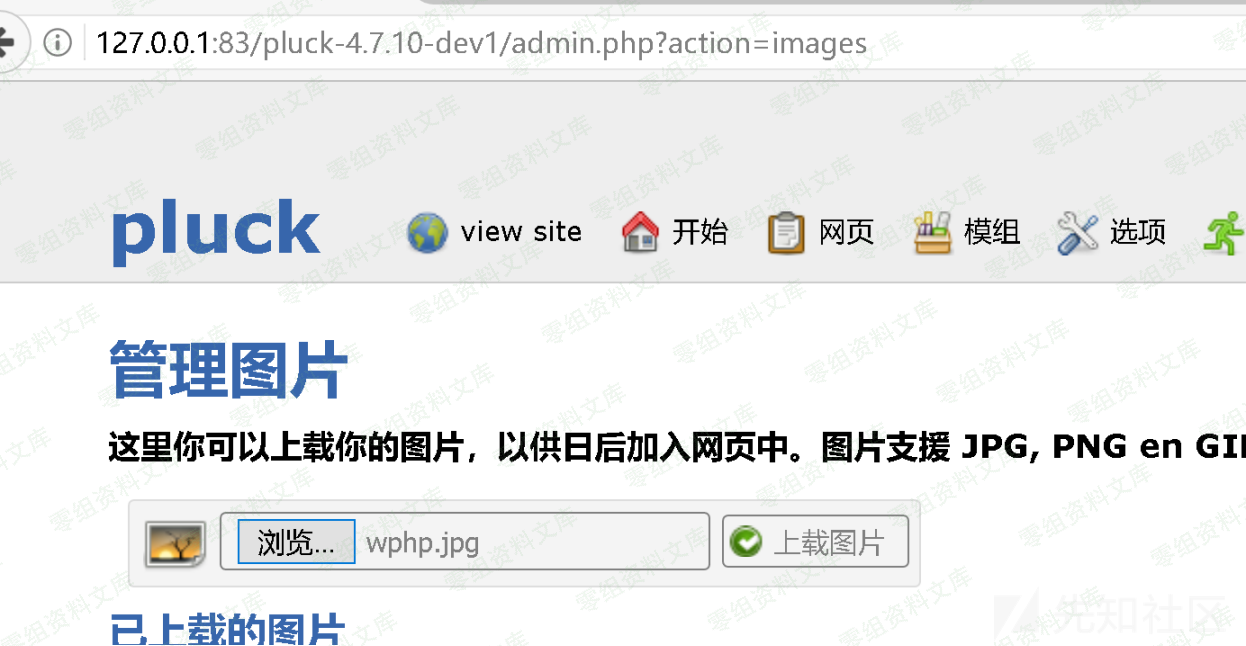 127.0.0.1:83/pluck-4.7.10-dev1/admin.php?action=images
pluck view site 开始 网页 模组 选项
管理图片
这里你可以上载你的图片，以供日后加入网页中。图片支援 JPG, PNG en GI
浏览... wphp.jpg 上载图片
已上载的图片
先知社区
零组资料文库